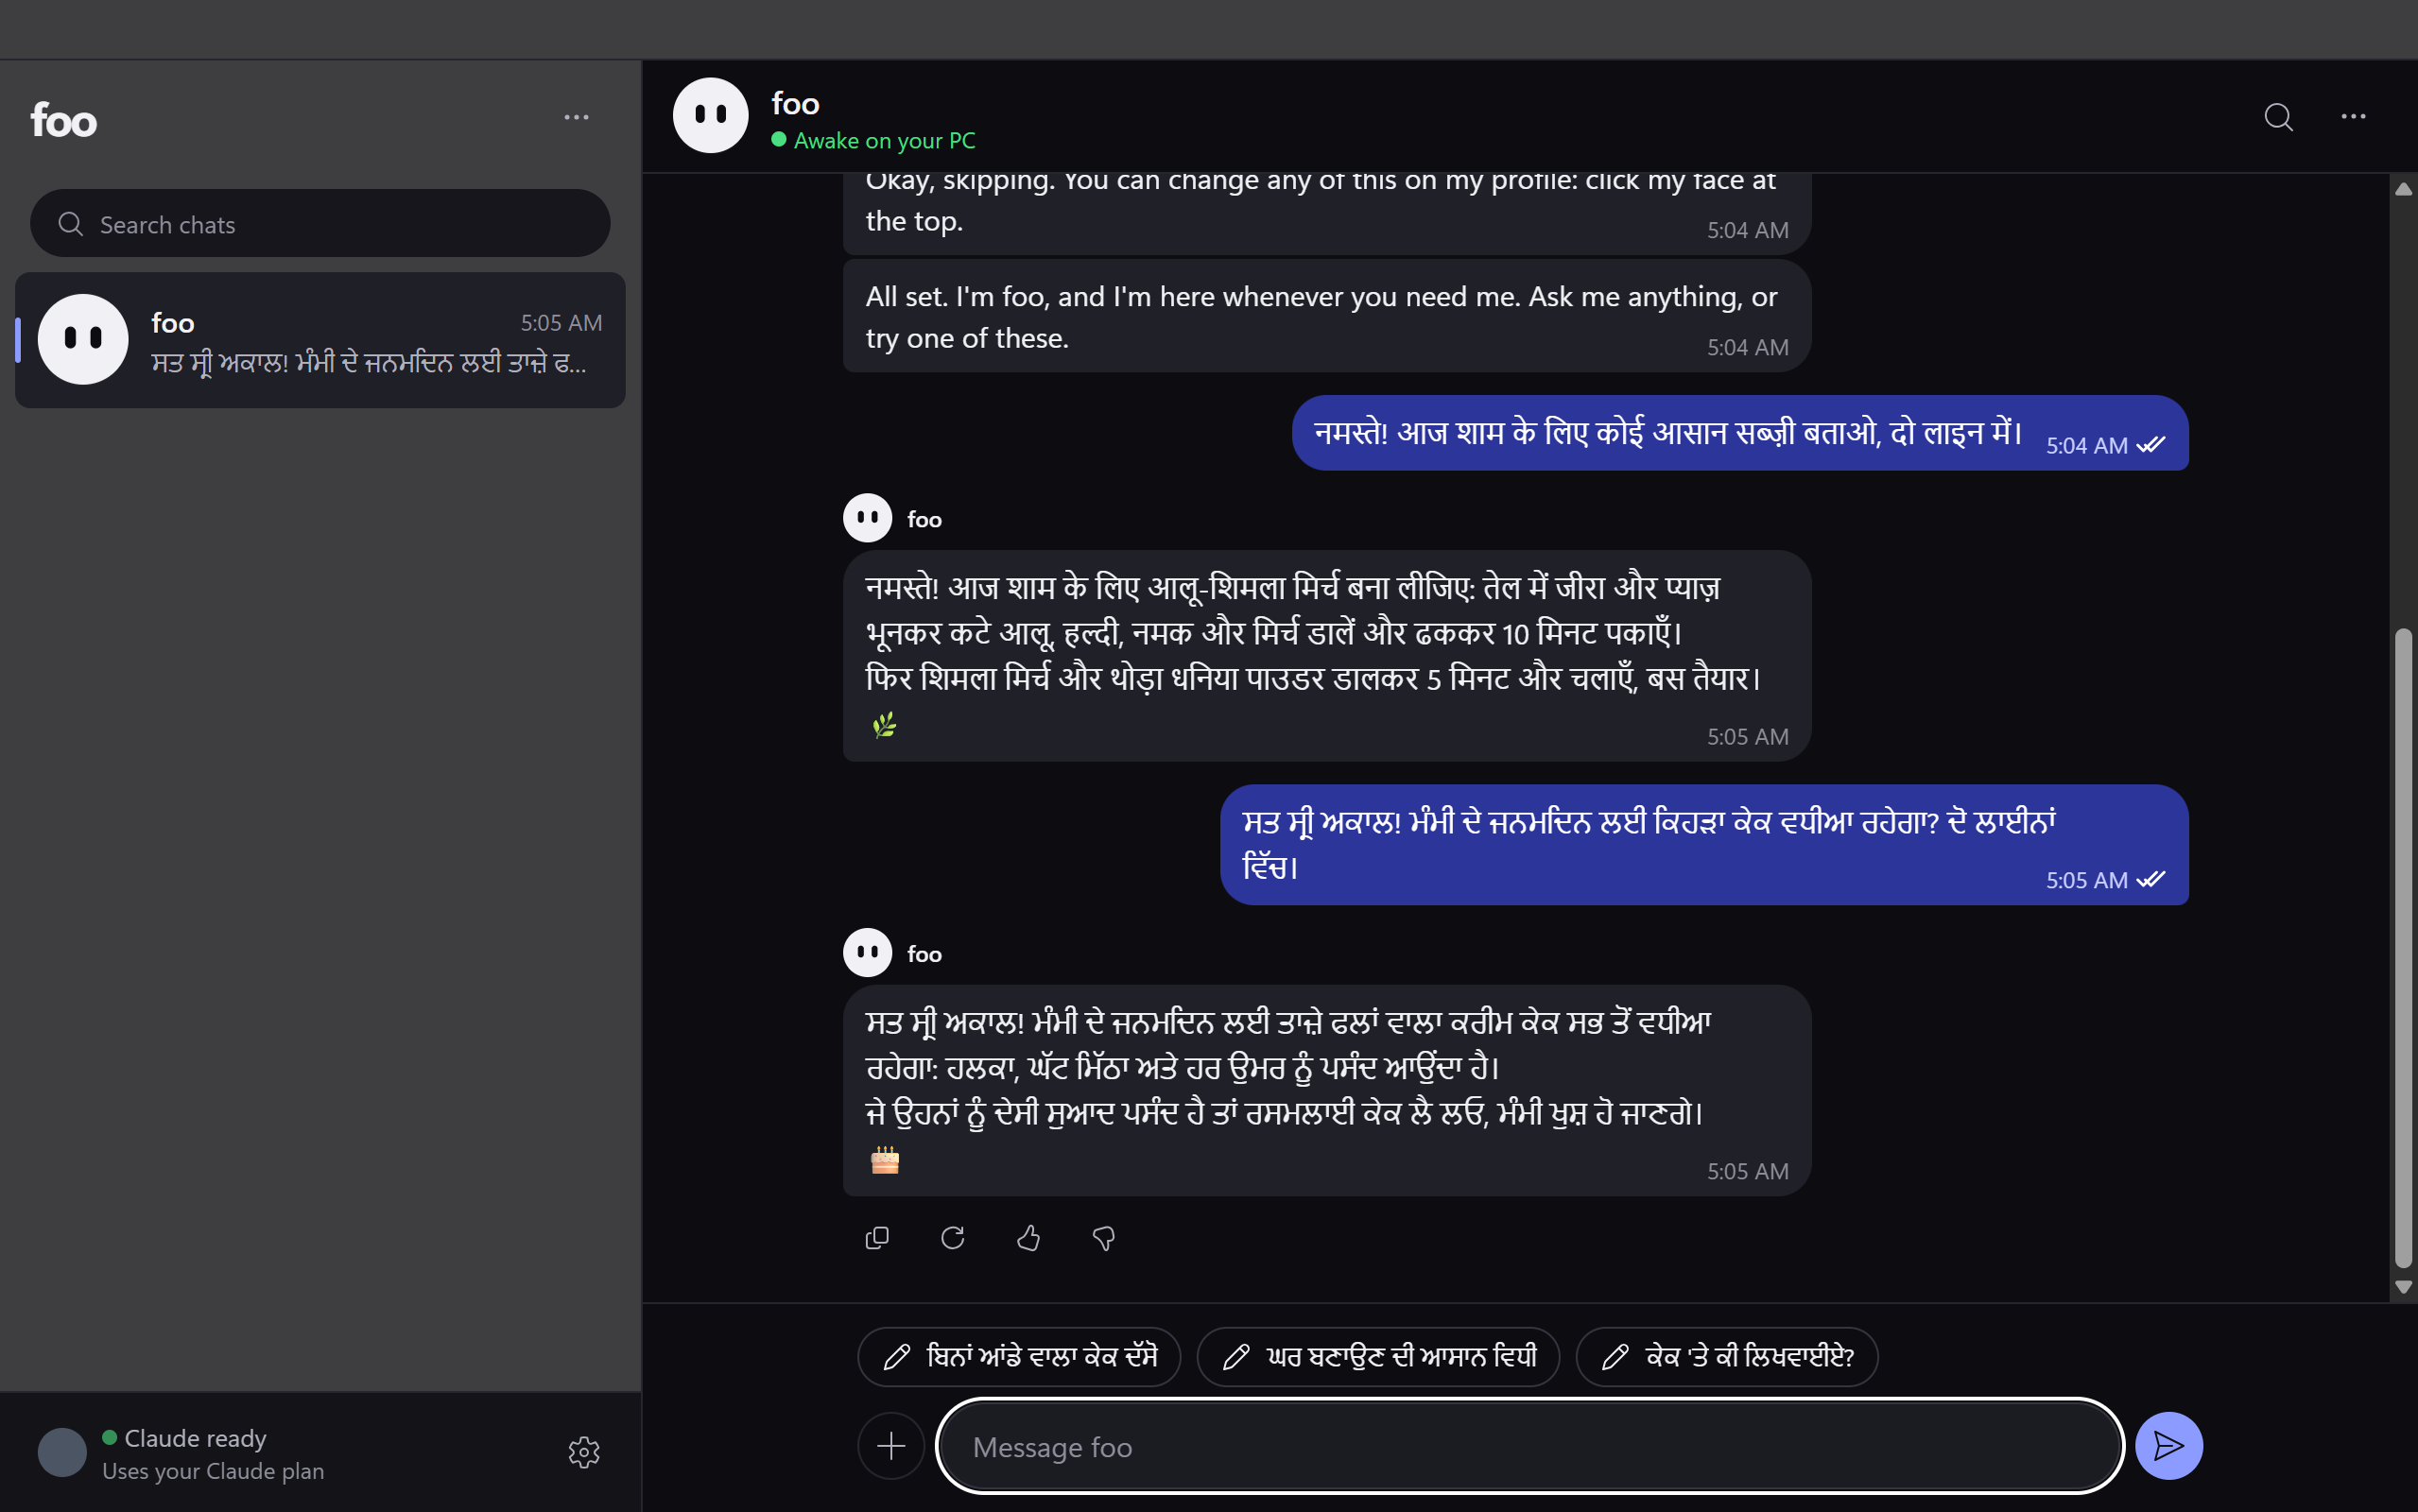 foo
Search chats
foo
5:05 AM
ਸਤ ਸ੍ਰੀ ਅਕਾਲ! ਮੰਮੀ ਦੇ ਜਨਮਦਿਨ ਲਈ ਤਾਜ਼ੇ ਫ...
Claude ready
Uses your Claude plan
foo
Awake on your PC
Okay, skipping. You can change any of this on my profile: click my face at
the top.
5:04 AM
All set. I'm foo, and I'm here whenever you need me. Ask me anything, or
try one of these.
5:04 AM
नमस्ते! आज शाम के लिए कोई आसान सब्ज़ी बताओ, दो लाइन में।
5:04 AM
foo
नमस्ते! आज शाम के लिए आलू-शिमला मिर्च बना लीजिए: तेल में जीरा और प्याज़
भूनकर कटे आलू, हल्दी, नमक और मिर्च डालें और ढककर 10 मिनट पकाएँ।
फिर शिमला मिर्च और थोड़ा धनिया पाउडर डालकर 5 मिनट और चलाएँ, बस तैयार।
🌿
5:05 AM
ਸਤ ਸ੍ਰੀ ਅਕਾਲ! ਮੰਮੀ ਦੇ ਜਨਮਦਿਨ ਲਈ ਕਿਹੜਾ ਕੇਕ ਵਧੀਆ ਰਹੇਗਾ? ਦੋ ਲਾਈਨਾਂ
ਵਿੱਚ।
5:05 AM
foo
ਸਤ ਸ੍ਰੀ ਅਕਾਲ! ਮੰਮੀ ਦੇ ਜਨਮਦਿਨ ਲਈ ਤਾਜ਼ੇ ਫਲਾਂ ਵਾਲਾ ਕਰੀਮ ਕੇਕ ਸਭ ਤੋਂ ਵਧੀਆ
ਰਹੇਗਾ: ਹਲਕਾ, ਘੱਟ ਮਿੱਠਾ ਅਤੇ ਹਰ ਉਮਰ ਨੂੰ ਪਸੰਦ ਆਉਂਦਾ ਹੈ।
ਜੇ ਉਹਨਾਂ ਨੂੰ ਦੇਸੀ ਸੁਆਦ ਪਸੰਦ ਹੈ ਤਾਂ ਰਸਮਲਾਈ ਕੇਕ ਲੈ ਲਓ, ਮੰਮੀ ਖੁਸ਼ ਹੋ ਜਾਣਗੇ।
🎂
5:05 AM
ਬਿਨਾਂ ਆਂਡੇ ਵਾਲਾ ਕੇਕ ਦੱਸੋ
ਘਰ ਬਣਾਉਣ ਦੀ ਆਸਾਨ ਵਿਧੀ
ਕੇਕ 'ਤੇ ਕੀ ਲਿਖਵਾਈਏ?
Message foo